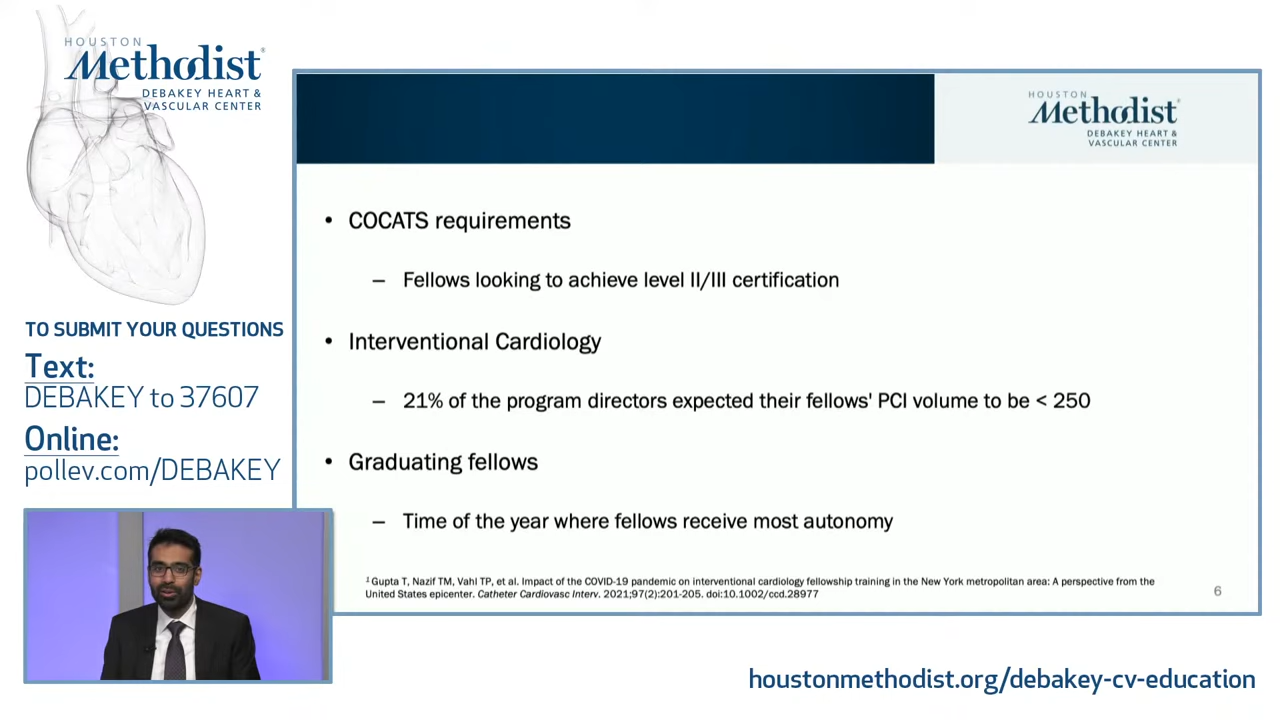 HOUSTON
Methodist
DEBAKEY HEART &
VASCULAR CENTER
TO SUBMIT YOUR QUESTIONS
Text:
DEBAKEY to 37607
Online:
pollev.com/DEBAKEY
HOUSTON
Methodist
DEBAKEY HEART &
VASCULAR CENTER
• COCATS requirements
– Fellows looking to achieve level II/III certification
• Interventional Cardiology
– 21% of the program directors expected their fellows' PCI volume to be < 250
• Graduating fellows
– Time of the year where fellows receive most autonomy
1 Gupta T, Nazif TM, Vahl TP, et al. Impact of the COVID-19 pandemic on interventional cardiology fellowship training in the New York metropolitan area: A perspective from the
United States epicenter. Catheter Cardiovasc Interv. 2021;97(2):201-205. doi:10.1002/ccd.28977
6
houstonmethodist.org/debakey-cv-education